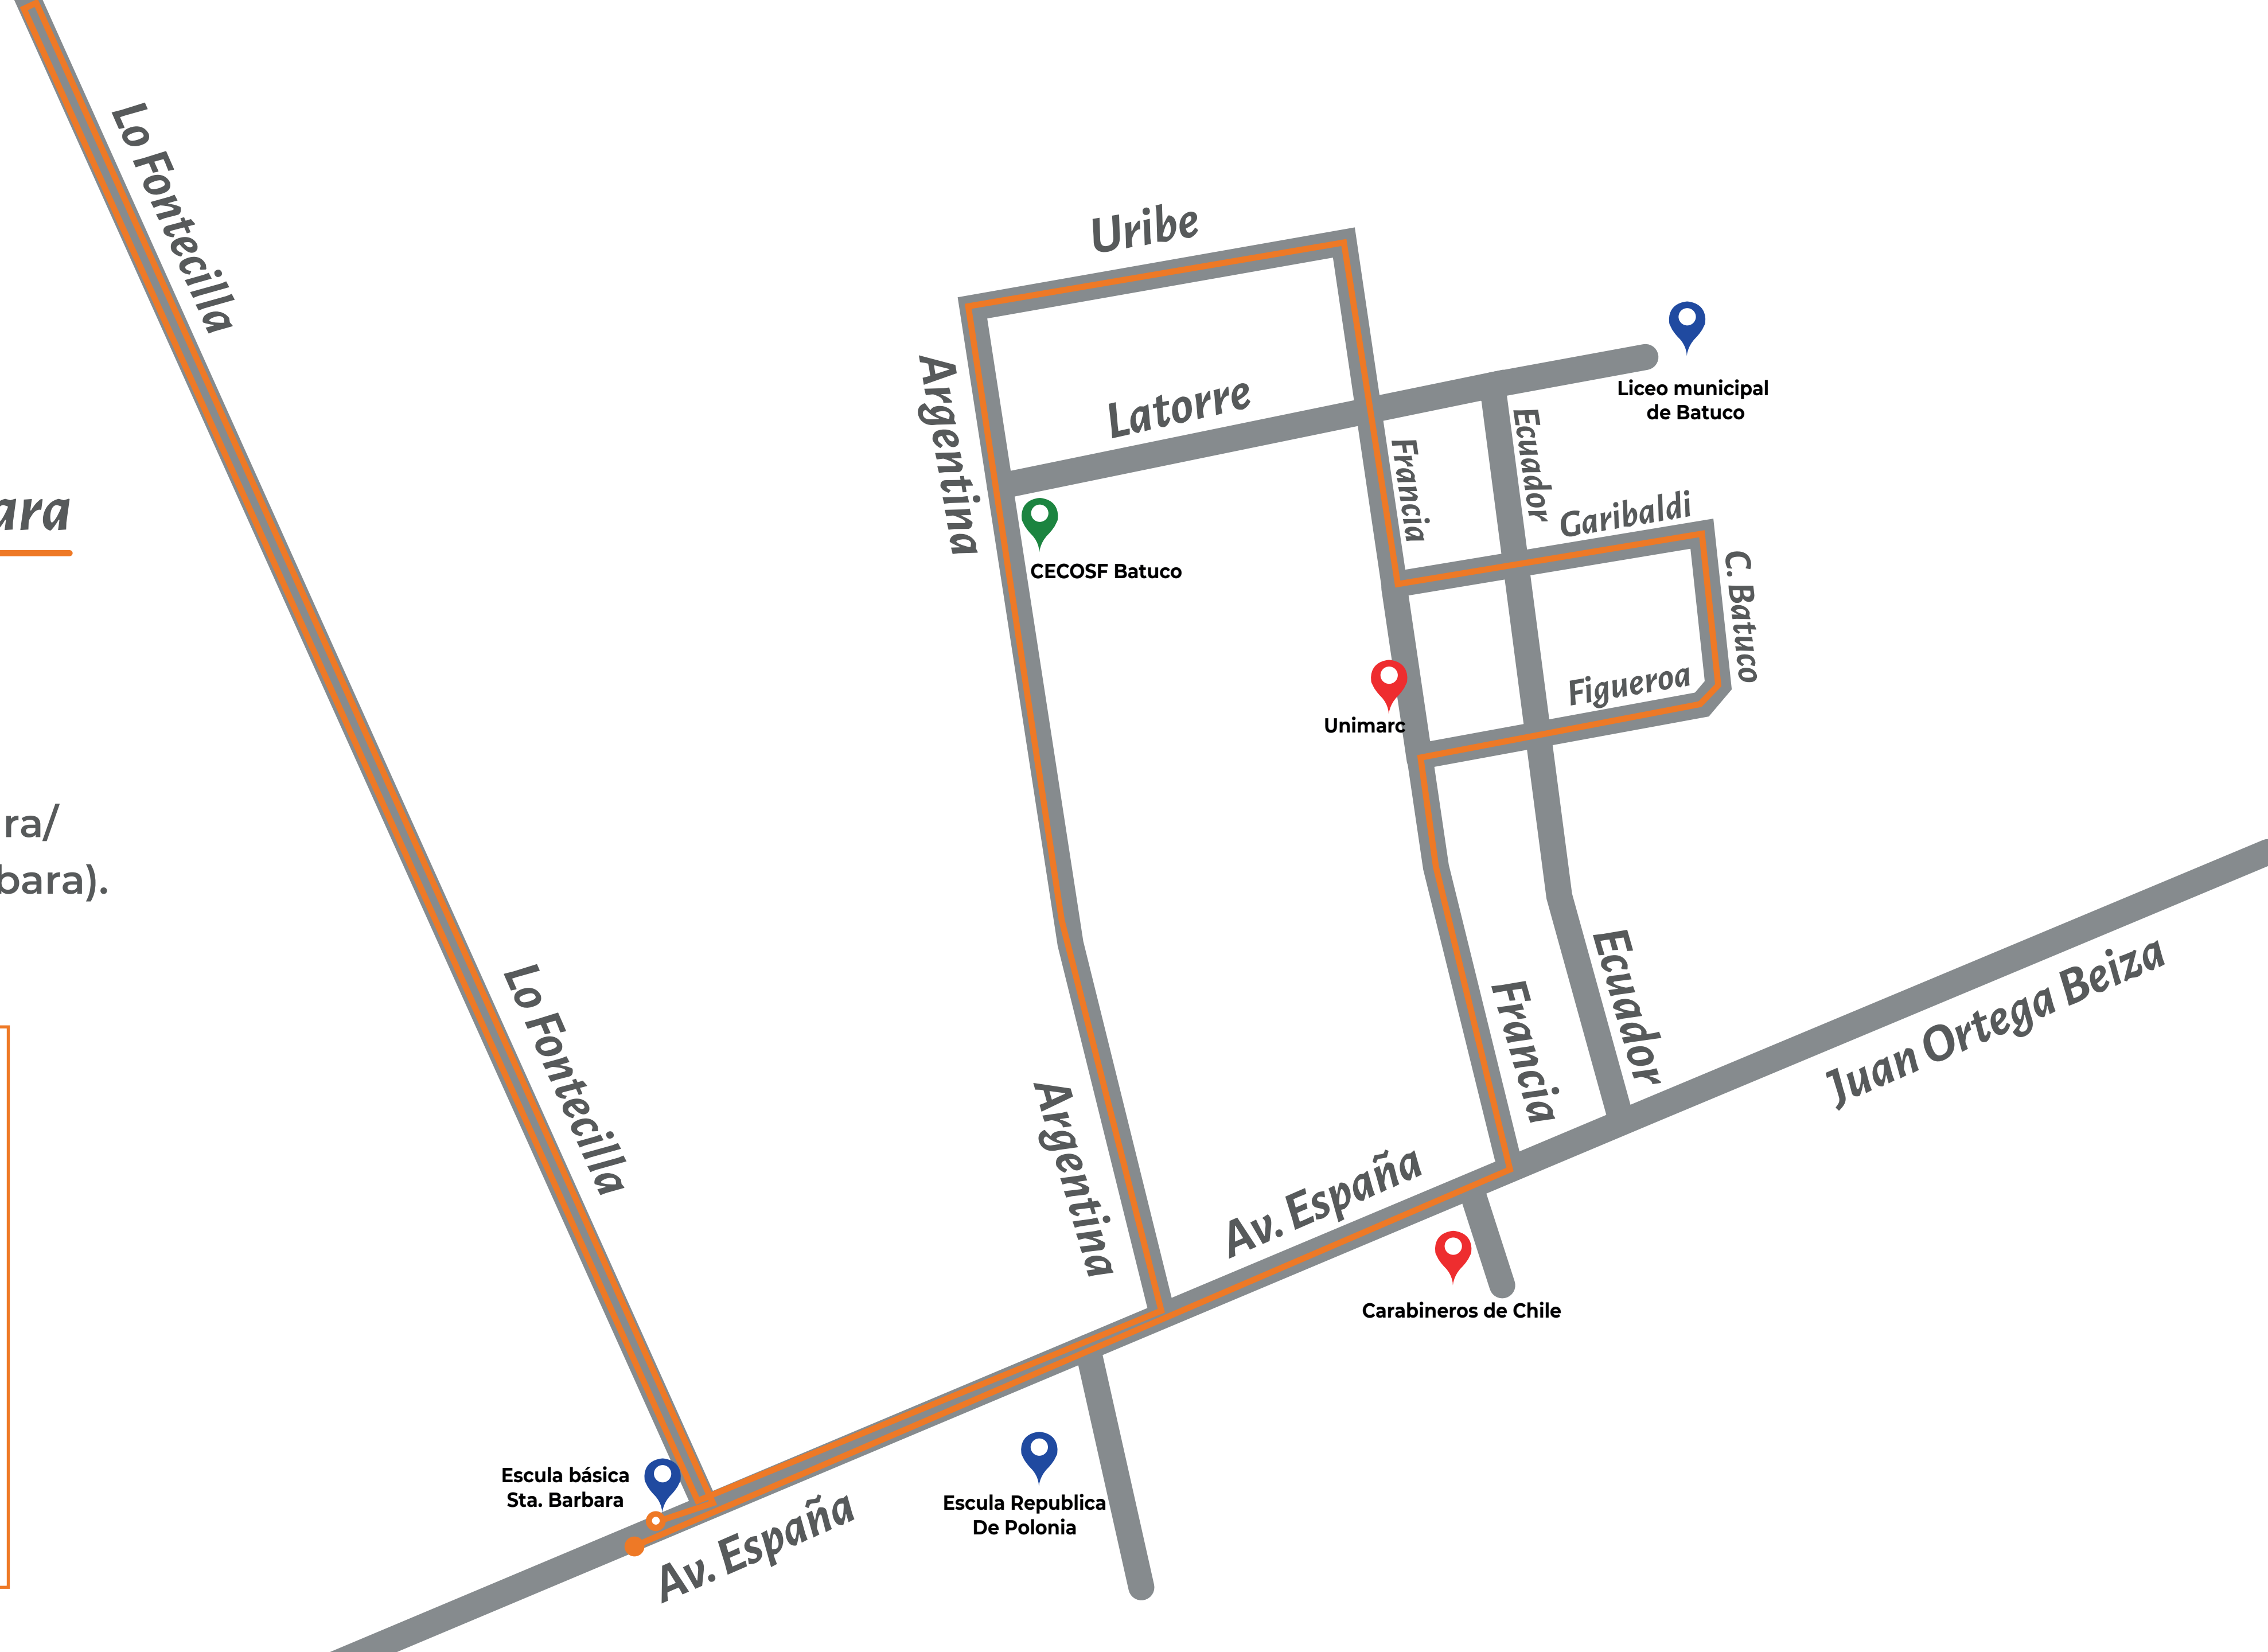 Lo Fontecilla
Uribe
Argentina
Latorre
Liceo municipal
de Batuco
Ecuador
Francia
Garibaldi
CECOSF Batuco
C. Batuco
Figueroa
Unimarc
ra/
Lo Fontecilla
Ecuador
Juan Ortega Beiza
Francia
Argentina
Av. España
Carabineros de Chile
Escula básica
Sta. Barbara
Escula Republica
De Polonia
Av. España